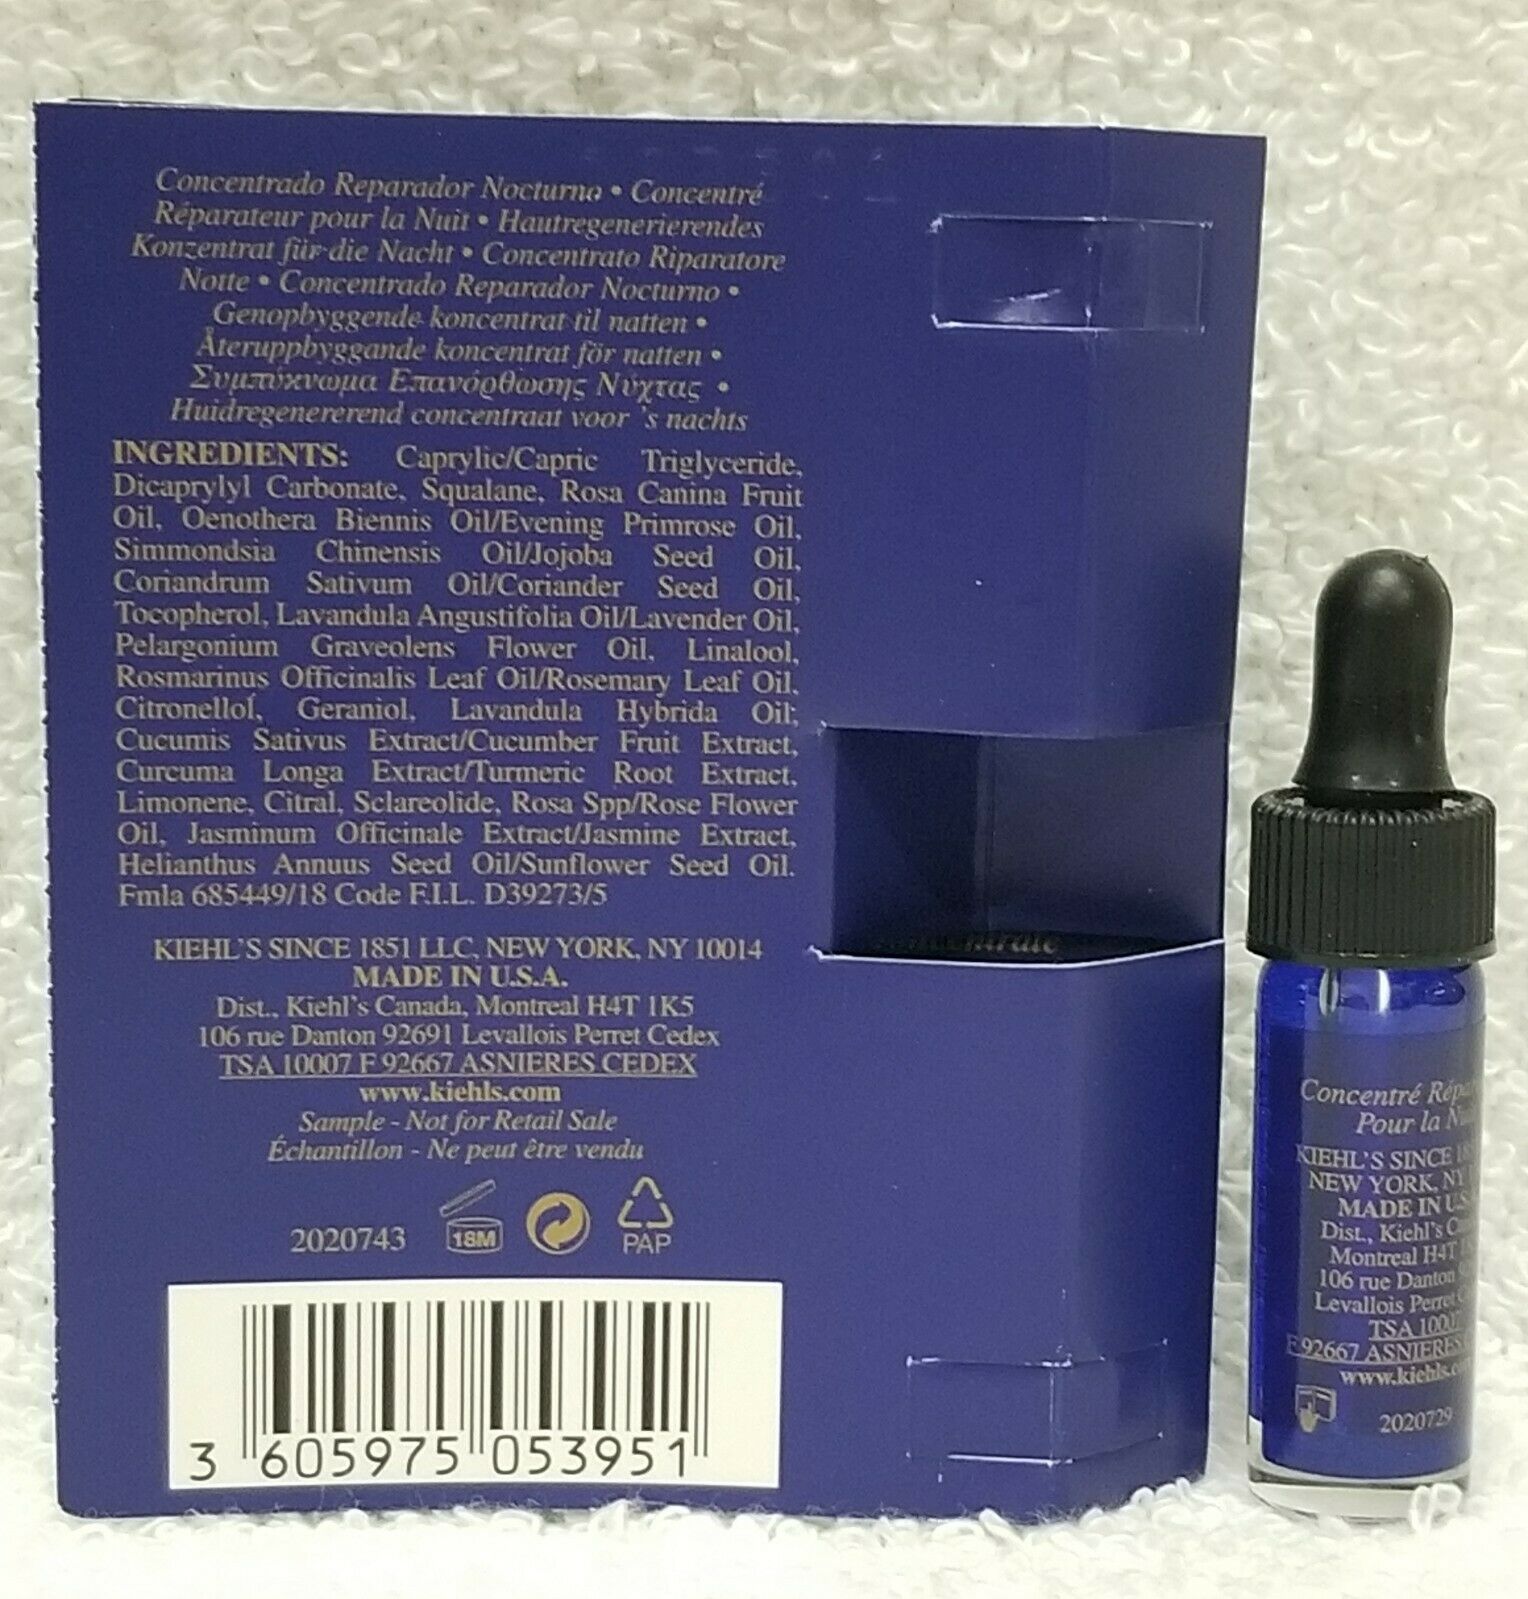 Concentrado Reparador Nocturno • Concentré
Réparateur pour la Nuit • Hautregenerierendes
Konzentrat für die Nacht • Concentrato Riparatore
Notte • Concentrado Reparador Nocturno •
Genopbyggende koncentrat til natten •
Återuppbyggande koncentrat för natten •
Συμπύκνωμα Επανόρθωσης Νύχτας •
Huidregenererend concentraat voor 's nachts
INGREDIENTS: Caprylic/Capric Triglyceride,
Dicaprylyl Carbonate, Squalane, Rosa Canina Fruit
Oil, Oenothera Biennis Oil/Evening Primrose Oil,
Simmondsia Chinensis Oil/Jojoba Seed Oil,
Coriandrum Sativum Oil/Coriander Seed Oil,
Tocopherol, Lavandula Angustifolia Oil/Lavender Oil,
Pelargonium Graveolens Flower Oil, Linalool,
Rosmarinus Officinalis Leaf Oil/Rosemary Leaf Oil,
Citronellol, Geraniol, Lavandula Hybrida Oil,
Cucumis Sativus Extract/Cucumber Fruit Extract,
Curcuma Longa Extract/Turmeric Root Extract,
Limonene, Citral, Sclareolide, Rosa Spp/Rose Flower
Oil, Jasminum Officinale Extract/Jasmine Extract,
Helianthus Annuus Seed Oil/Sunflower Seed Oil.
Fmla 685449/18 Code F.I.L. D39273/5
KIEHL'S SINCE 1851 LLC, NEW YORK, NY 10014
MADE IN U.S.A.
Dist., Kiehl's Canada, Montreal H4T 1K5
106 rue Danton 92691 Levallois Perret Cedex
TSA 10007 F 92667 ASNIERES CEDEX
www.kiehls.com
Sample - Not for Retail Sale
Échantillon - Ne peut être vendu
2020743 18M PAP
3 605975 053951
Concentré
Pour la
KIEHL'S SINCE
NEW YORK, NY
MADE IN
Dist., Kiehl's
Montreal H4T
106 rue Danton
Levallois Perret
TSA 10007
F 92667 ASNIERES
www.kiehls
2020729